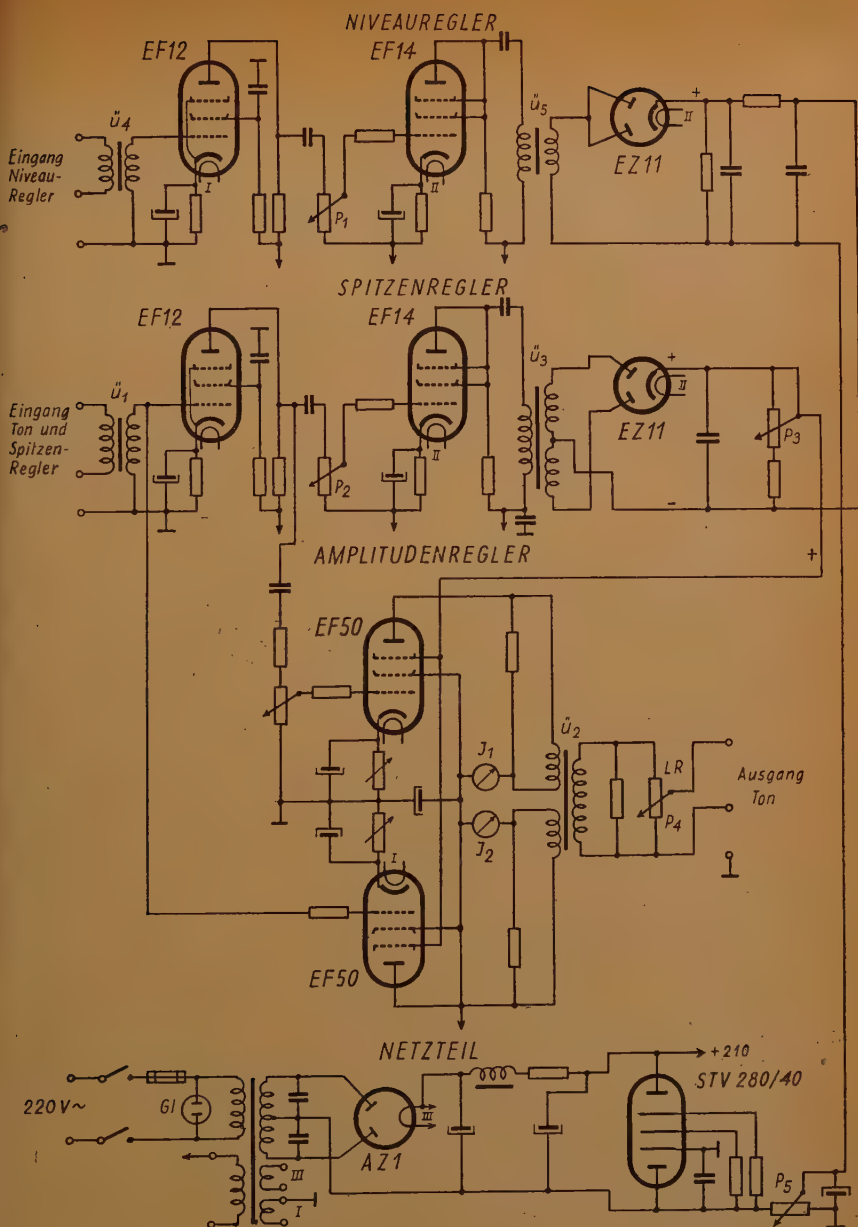 NIVEAUREGLER
EF12
EF14
ü4
ü5
+
II
EZ11
Eingang
Niveau-
Regler
I
II
P1
SPITZENREGLER
EF12
EF14
ü1
ü3
+
II
EZ11
Eingang
Ton und
Spitzen-
Regler
I
II
P2
P3
-
+
AMPLITUDENREGLER
EF50
ü2
J1
LR
P4
Ausgang
Ton
J2
I
EF50
NETZTEIL
+210
STV 280/40
220V~
Gl
AZ1
III
III
I
P5